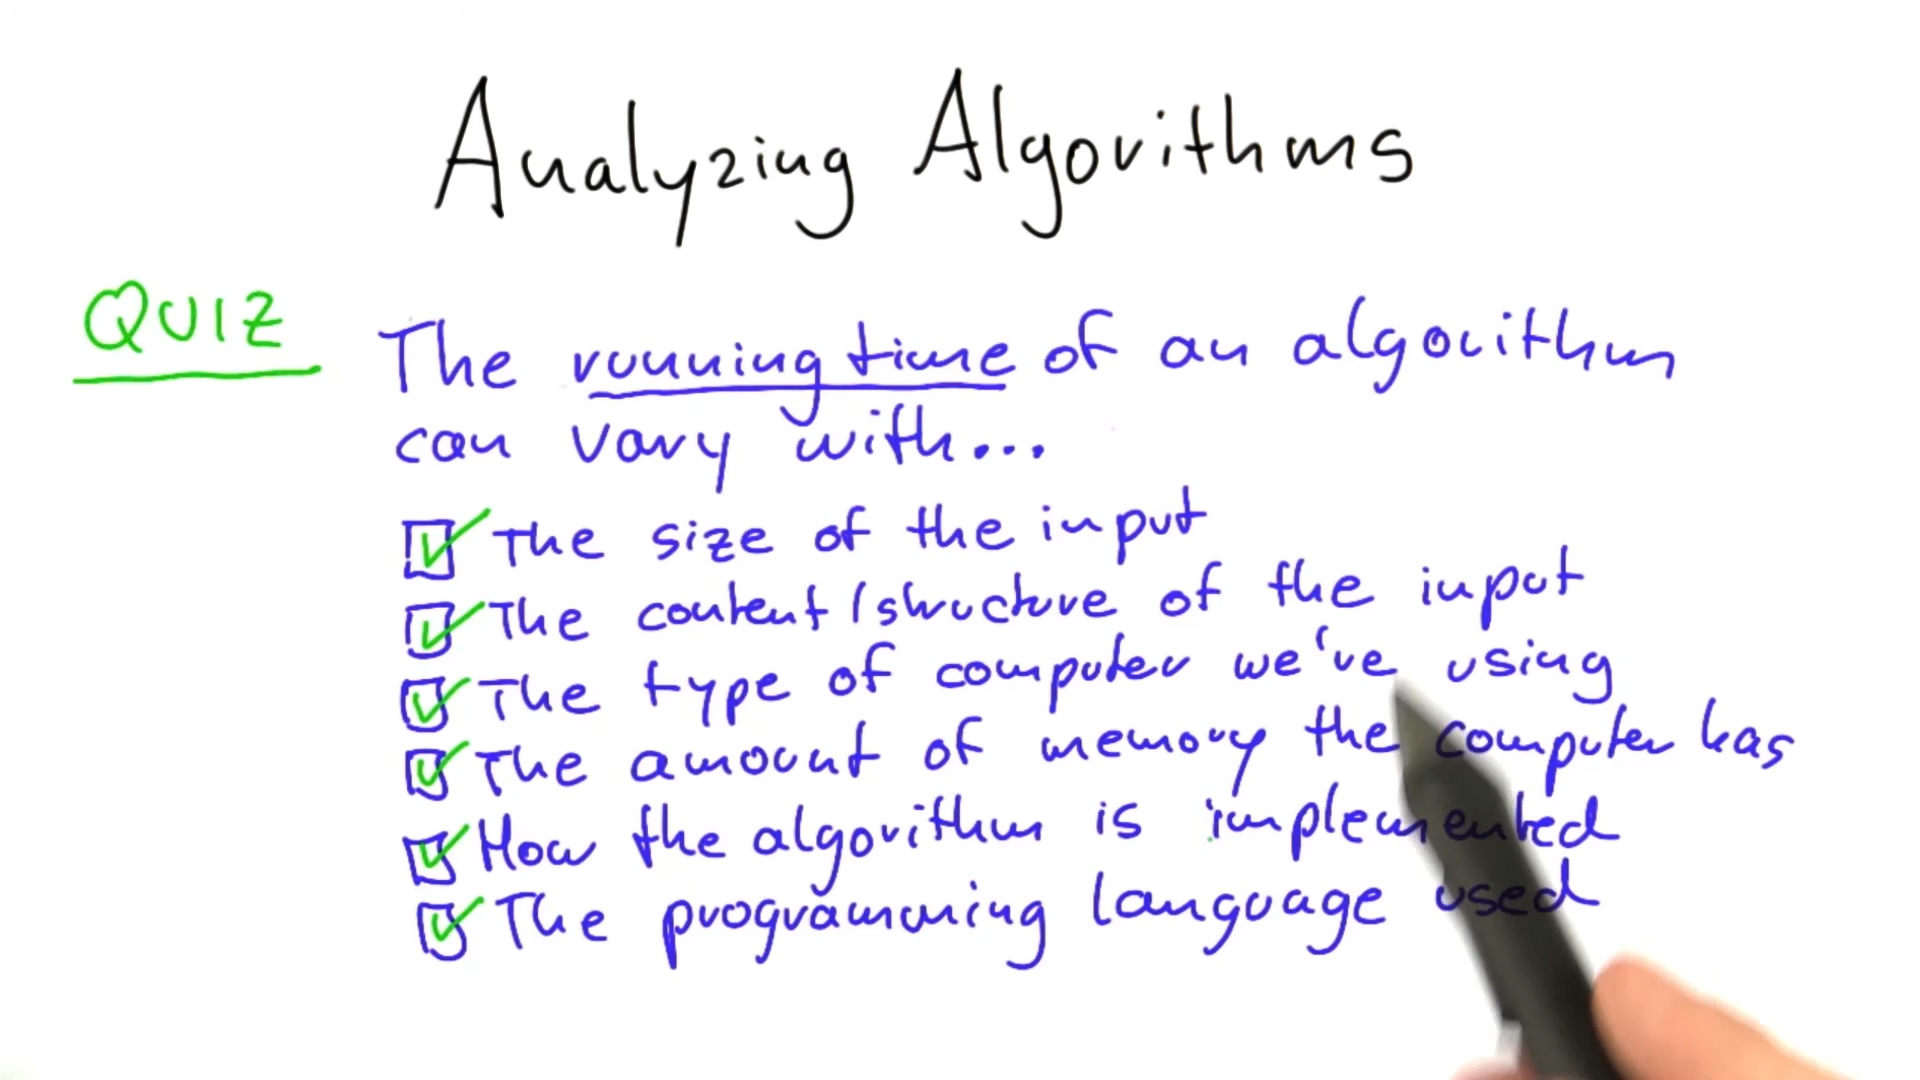 Analyzing Algorithms
QUIZ
The running time of an algorithm
can vary with...
The size of the input
The content/structure of the input
The type of computer we've using
The amount of memory the computer has
How the algorithm is implemented
The programming language used